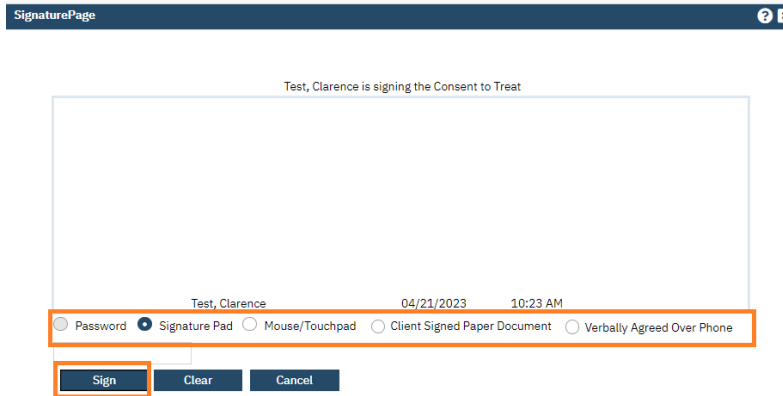 SignaturePage ?
Test, Clarence is signing the Consent to Treat
Test, Clarence 04/21/2023 10:23 AM
Password Signature Pad Mouse/Touchpad Client Signed Paper Document Verbally Agreed Over Phone
Sign Clear Cancel